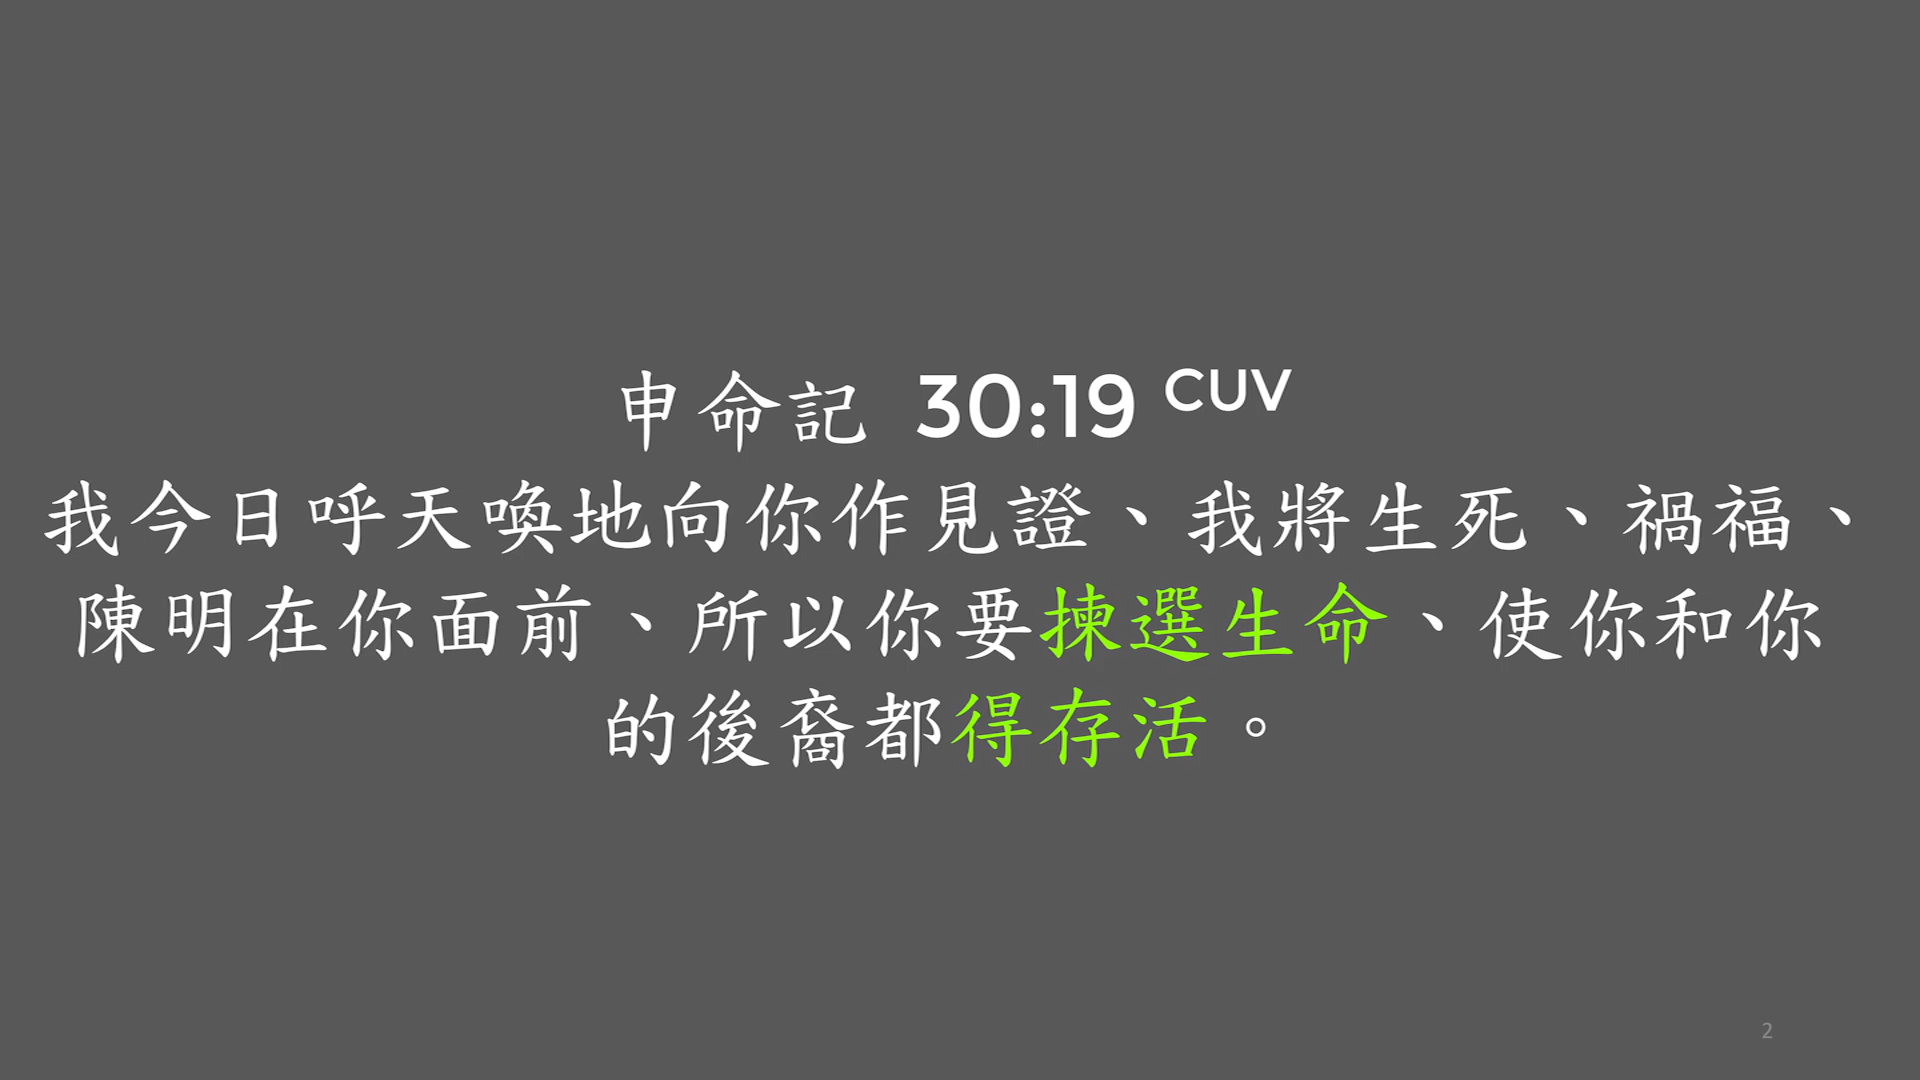 申命記 30:19 CUV
我今日呼天喚地向你作見證、我將生死、禍福、
陳明在你面前、所以你要揀選生命、使你和你
的後裔都得存活。
2